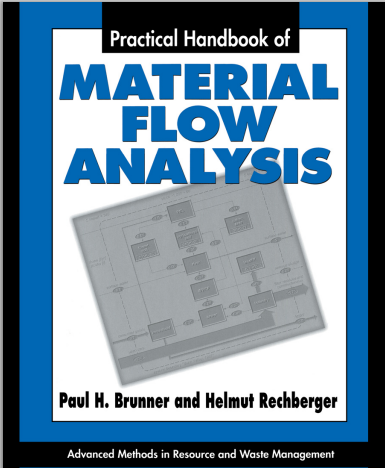 Practical Handbook of
MATERIAL
FLOW
ANALYSIS
Paul H. Brunner and Helmut Rechberger
Advanced Methods in Resource and Waste Management